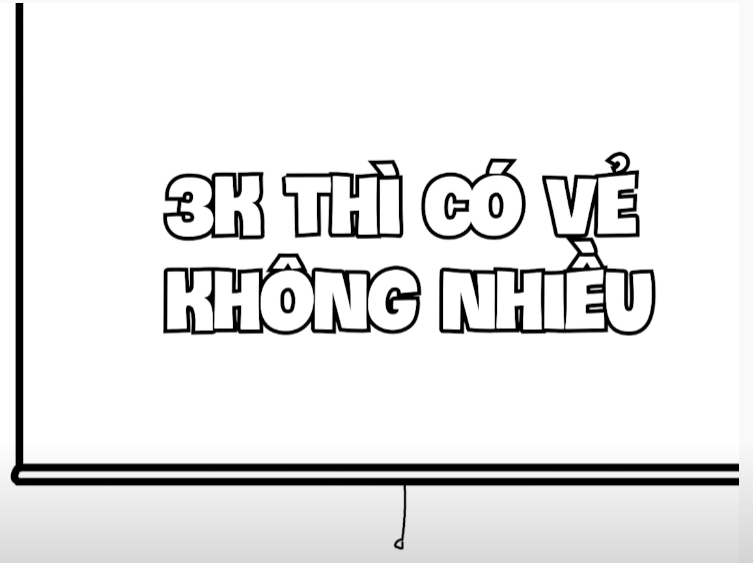 3K THÌ CÓ VẺ
KHÔNG NHIỀU